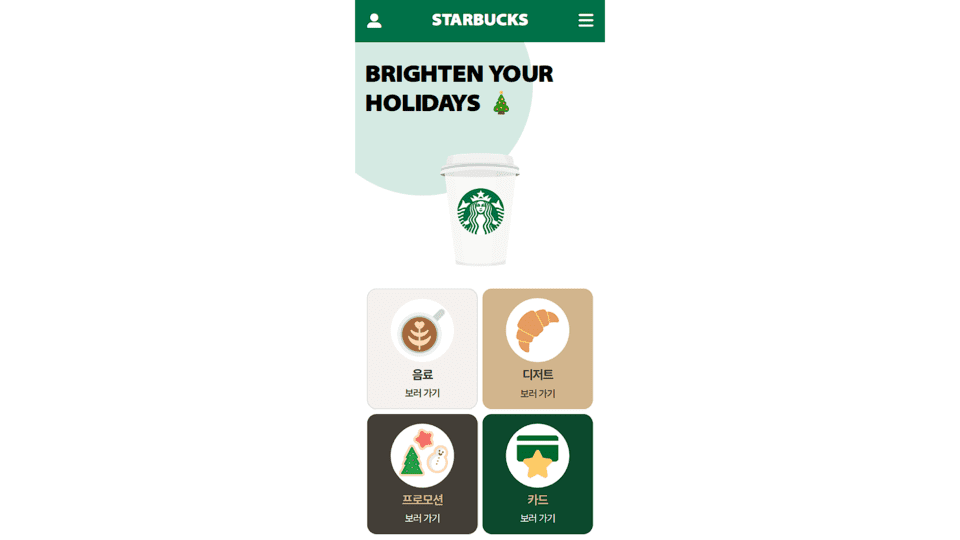 STARBUCKS
BRIGHTEN YOUR
HOLIDAYS 🎄
음료
보러 가기
디저트
보러 가기
프로모션
보러 가기
카드
보러 가기